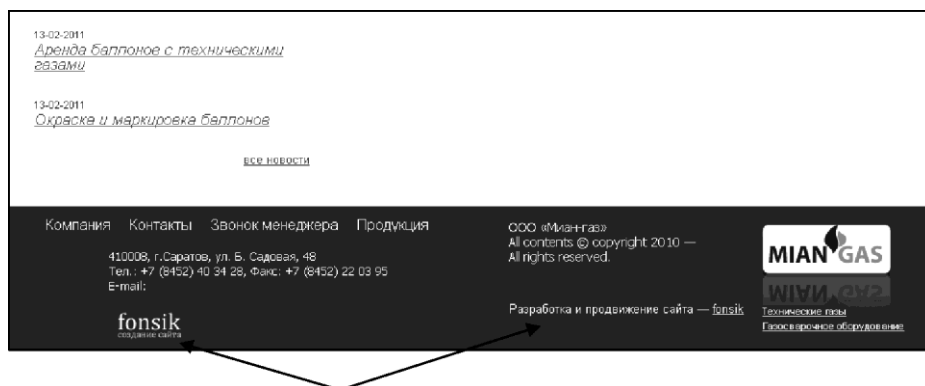 13-02-2011
Аренда баллоное с техническими
газами
13-02-2011
Окраска и маркировка баллонов
все новости
Компания Контакты Звонок менеджера Продукция
410008, г.Саратов, ул. Б. Садовая, 48
Тел.: +7 (8452) 40 34 28, Факс: +7 (8452) 22 03 95
E-mail:
fonsik
создание сайта
ООО «Миан-газ»
All contents © copyright 2010 —
All rights reserved.
Разработка и продвижение сайта — fonsik
MIAN GAS
Технические газы
Газосварочное оборудование